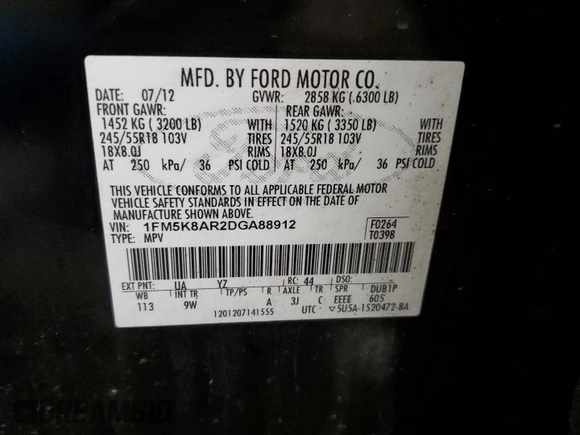 MFD. BY FORD MOTOR CO.
DATE: 07/12 GVWR: 2858 KG (.6300 LB)
FRONT GAWR: REAR GAWR:
1452 KG ( 3200 LB) WITH 1520 KG ( 3350 LB) WITH
245/55R18 103V TIRES 245/55R18 103V TIRES
18X8.0J RIMS 18X8.0J RIMS
AT 250 kPa/ 36 PSI COLD AT 250 kPa/ 36 PSI COLD
THIS VEHICLE CONFORMS TO ALL APPLICABLE FEDERAL MOTOR
VEHICLE SAFETY STANDARDS IN EFFECT ON THE DATE OF
MANUFACTURE SHOWN ABOVE.
VIN: 1FM5K8AR2DGA88912 F0264
TYPE: MPV T0398
EXT PNT: UA YZ RC: 44 DSO:
WB INT TR TP/PS R AXLE TR SPR DUB1P
113 9W A 3J C EEEE 605
1201207141555 UTC ▽5U5A-1520472-BA
DREAMSBID